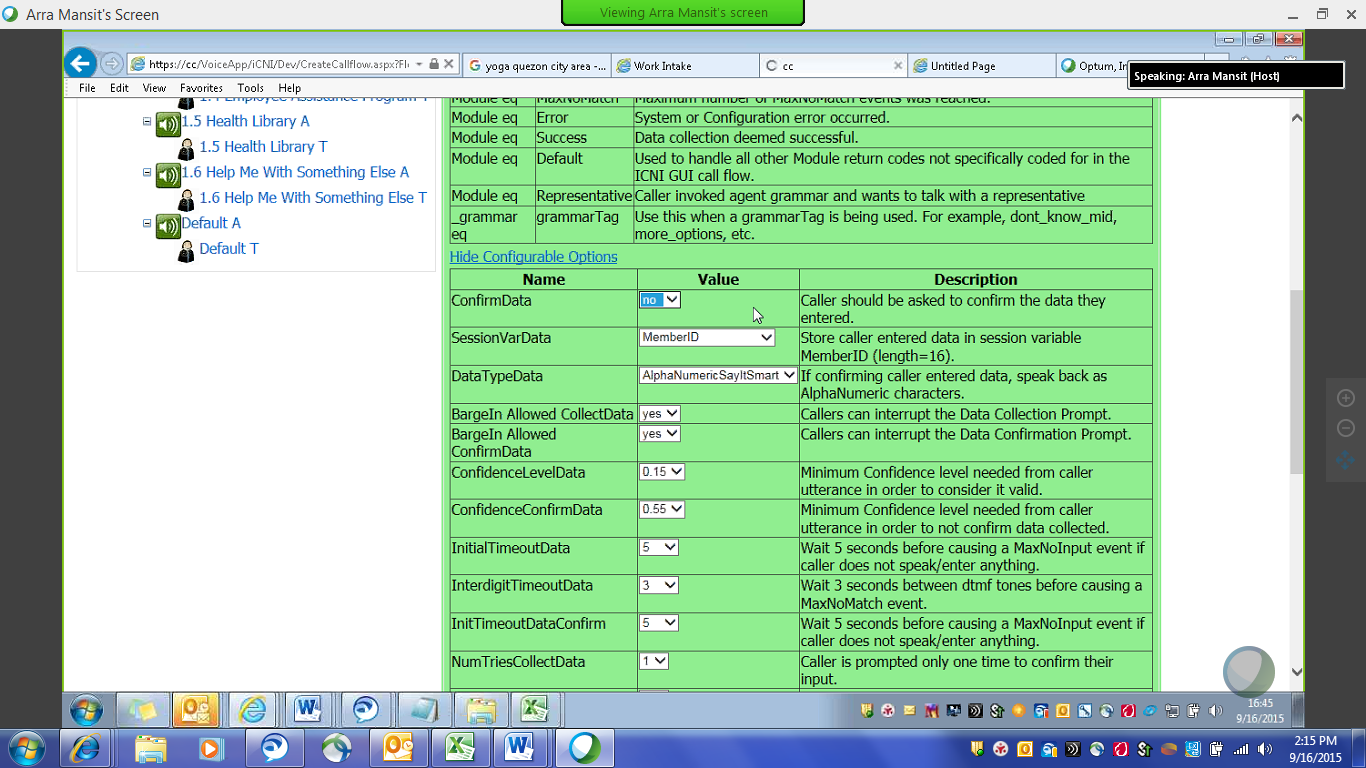 Arra Mansit's Screen
Viewing Arra Mansit's screen
https://cc/VoiceApp/iCNI/Dev/CreateCallflow.aspx?Fl
yoga quezon city area -...
Work Intake
cc
Untitled Page
Optum, In
Speaking: Arra Mansit (Host)
File Edit View Favorites Tools Help
1.4 Employee Assistance Program T
1.5 Health Library A
1.5 Health Library T
1.6 Help Me With Something Else A
1.6 Help Me With Something Else T
Default A
Default T
Module eq MaxNoMatch Maximum number of MaxNoMatch events was reached.
Module eq Error System or Configuration error occurred.
Module eq Success Data collection deemed successful.
Module eq Default Used to handle all other Module return codes not specifically coded for in the
ICNI GUI call flow.
Module eq Representative Caller invoked agent grammar and wants to talk with a representative
_grammar grammarTag Use this when a grammarTag is being used. For example, dont_know_mid,
eq more_options, etc.
Hide Configurable Options
Name Value Description
ConfirmData no Caller should be asked to confirm the data they
entered.
SessionVarData MemberID Store caller entered data in session variable
MemberID (length=16).
DataTypeData AlphaNumericSayItSmart If confirming caller entered data, speak back as
AlphaNumeric characters.
BargeIn Allowed CollectData yes Callers can interrupt the Data Collection Prompt.
BargeIn Allowed yes Callers can interrupt the Data Confirmation Prompt.
ConfirmData
ConfidenceLevelData 0.15 Minimum Confidence level needed from caller
utterance in order to consider it valid.
ConfidenceConfirmData 0.55 Minimum Confidence level needed from caller
utterance in order to not confirm data collected.
InitialTimeoutData 5 Wait 5 seconds before causing a MaxNoInput event if
caller does not speak/enter anything.
InterdigitTimeoutData 3 Wait 3 seconds between dtmf tones before causing a
MaxNoMatch event.
InitTimeoutDataConfirm 5 Wait 5 seconds before causing a MaxNoInput event if
caller does not speak/enter anything.
NumTriesCollectData 1 Caller is prompted only one time to confirm their
input.
16:45
9/16/2015
2:15 PM
9/16/2015